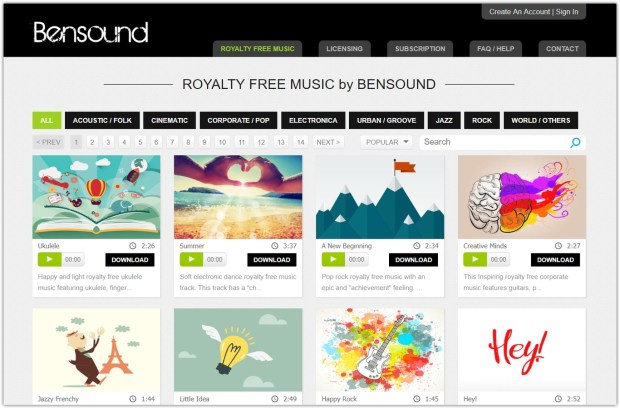 Create An Account | Sign In
Bensound
ROYALTY FREE MUSIC LICENSING SUBSCRIPTION FAQ / HELP CONTACT
ROYALTY FREE MUSIC by BENSOUND
ALL ACOUSTIC / FOLK CINEMATIC CORPORATE / POP ELECTRONICA URBAN / GROOVE JAZZ ROCK WORLD / OTHERS
< PREV 1 2 3 4 5 6 7 8 9 10 11 12 13 14 NEXT > POPULAR Search
Hey!
Ukulele 2:26
00:00 DOWNLOAD
Happy and light royalty free ukulele
music featuring ukulele, finger...
Summer 3:37
00:00 DOWNLOAD
Soft electronic dance royalty free music
track. This track has a "ch...
A New Beginning 2:34
00:00 DOWNLOAD
Pop rock royalty free music with an
epic and "achievement" feeling. ...
Creative Minds 2:27
00:00 DOWNLOAD
This Inspiring royalty free corporate
music: features guitars, p...
Jazzy Frenchy 1:44
Little Idea 2:49
Happy Rock 1:45
Hey! 2:52